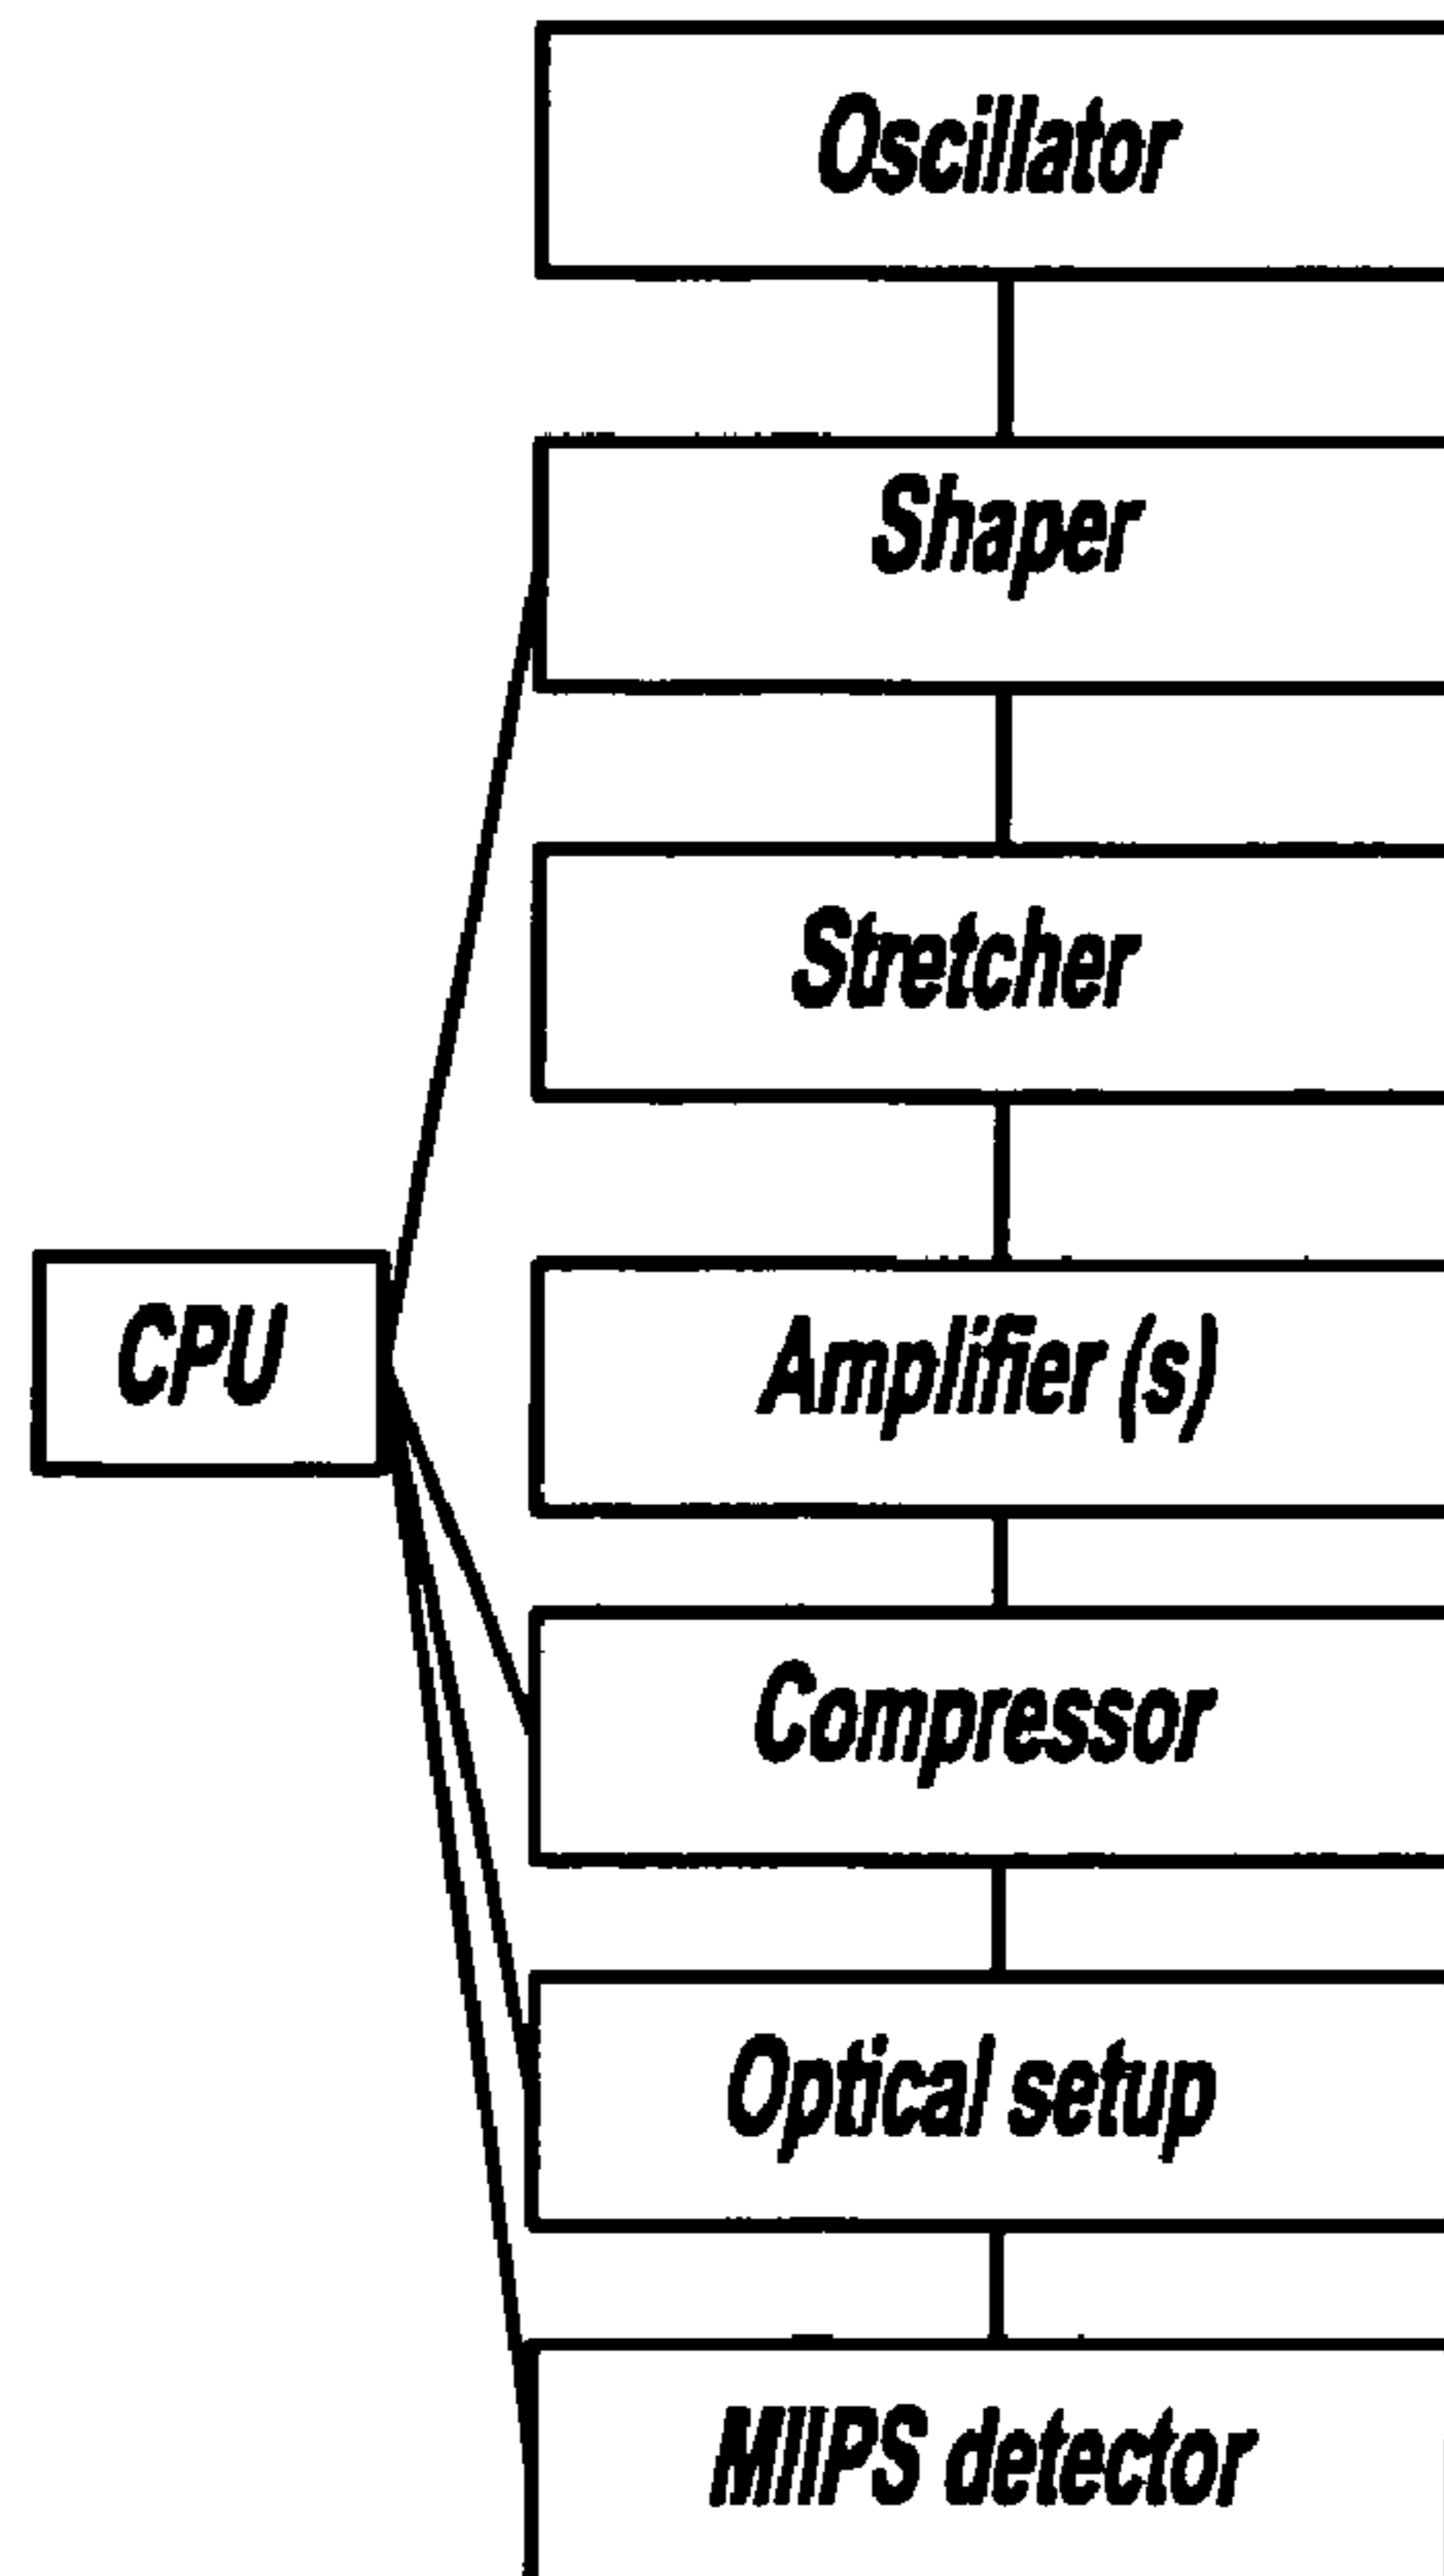 Oscillator
Shaper
Stretcher
CPU
Amplifier (s)
Compressor
Optical setup
MIIPS detector